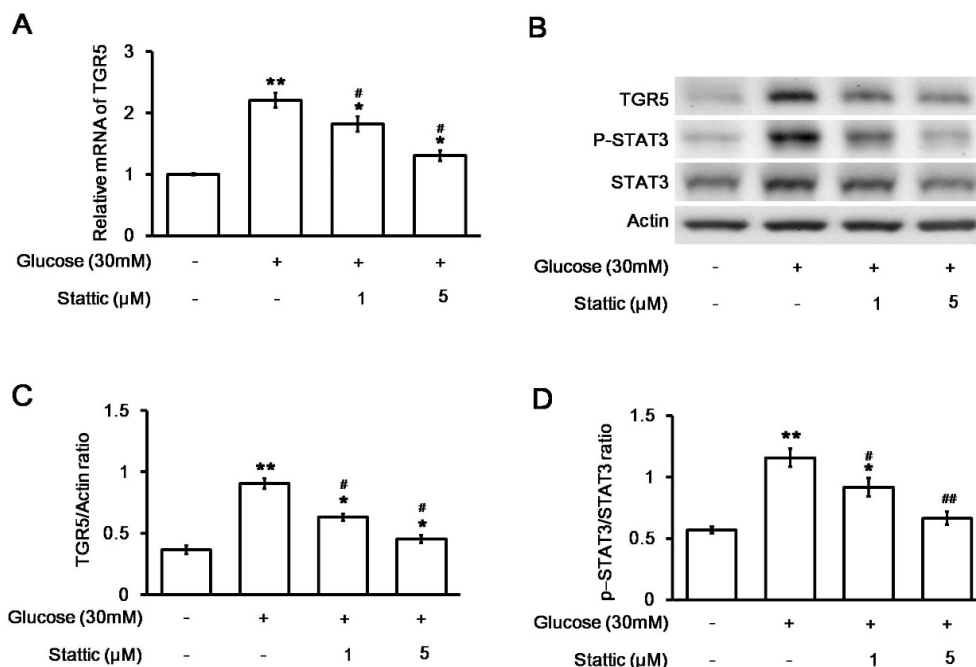 A
Relative mRNA of TGR5
3
2
1
0
**
#
*
#
*
Glucose (30mM) - + + +
Stattic (µM) - - 1 5
B
TGR5
P-STAT3
STAT3
Actin
Glucose (30mM) - + + +
Stattic (µM) - - 1 5
C
TGR5/Actin ratio
1.5
1
0.5
0
**
#
*
#
*
Glucose (30mM) - + + +
Stattic (µM) - - 1 5
D
p-STAT3/STAT3 ratio
1.5
1
0.5
0
**
#
*
##
Glucose (30mM) - + + +
Stattic (µM) - - 1 5